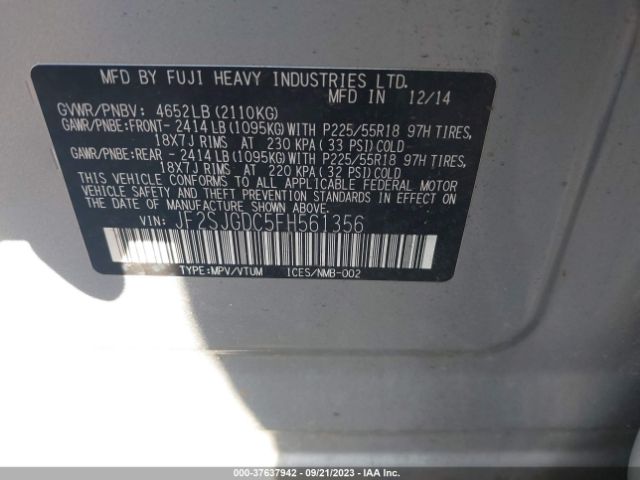 MFD BY FUJI HEAVY INDUSTRIES LTD.
MFD IN 12/14
GVWR/PNBV: 4652LB(2110KG)
GAWR/PNBE:FRONT-2414LB(1095KG)WITH P225/55R18 97H TIRES,
18X7J RIMS AT 230 KPA(33 PSI)COLD
GAWR/PNBE:REAR -2414LB(1095KG)WITH P225/55R18 97H TIRES,
18X7J RIMS AT 220 KPA(32 PSI)COLD
THIS VEHICLE CONFORMS TO ALL APPLICABLE FEDERAL MOTOR
VEHICLE SAFETY AND THEFT PREVENTION STANDARDS IN EFFECT ON
THE DATE OF MANUFACTURE SHOWN ABOVE.
VIN: JF2SJGDC5FH561356
TYPE:MPV/VTUM ICES/NMB-002
000-37637942 - 09/21/2023 - IAA Inc.